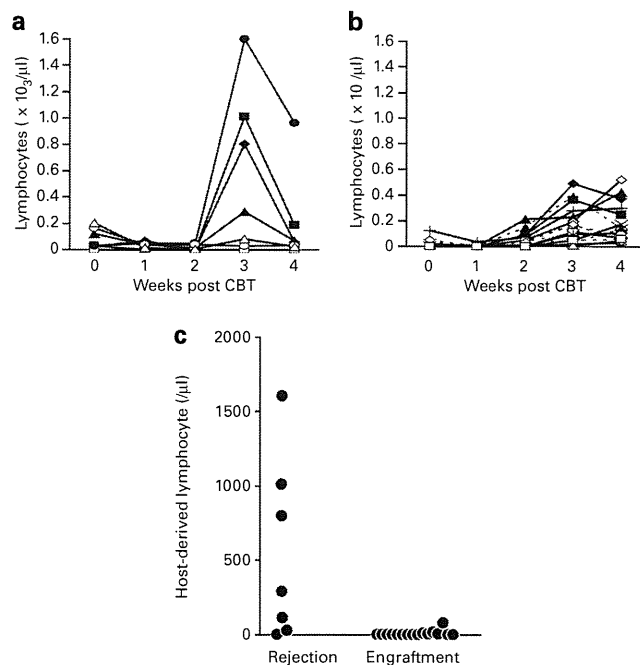 a
Lymphocytes ( x 10₃/µl)
1.6
1.4
1.2
1.0
0.8
0.6
0.4
0.2
0
0 1 2 3 4
Weeks post CBT
b
Lymphocytes ( x 10 /µl)
1.6
1.4
1.2
1.0
0.8
0.6
0.4
0.2
0
0 1 2 3 4
Weeks post CBT
c
Host-derived lymphocyte (/µl)
2000
1500
1000
500
0
Rejection Engraftment